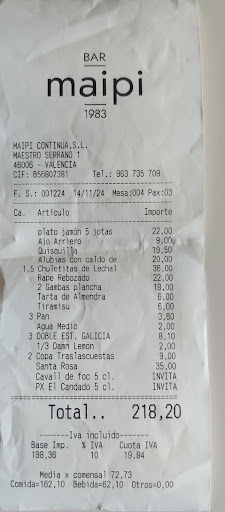 BAR
maipi
1983
MAIPI CONTINUA,S.L.
MAESTRO SERRANO 1
46006 - VALENCIA
CIF: B56807381 Tel.: 963 735 709
F. S.: 001224 14/11/24 Mesa:004 Pax:03
Ca. Artículo Importe
plato jamón 5 jotas 22,00
Ajo Arriero 9,00
Quisquilla 19,50
Alubias con caldo de 20,00
1,5 Chuletitas de Lechal 36,00
Rape Rebozado 22,00
2 Gambas plancha 18,00
Tarta de Almendra 6,00
Tiramisu 6,00
3 Pan 3,60
Agua Medio 2,00
3 DOBLE EST. GALICIA 8,10
1/3 Damn Lemon 2,00
2 Copa Traslascuestas 9,00
Santa Rosa 35,00
Cavall de foc 5 cl. INVITA
PX El Candado 5 cl. INVITA
Total.. 218,20
-------Iva incluido-------
Base Imp. % IVA Cuota IVA
198,36 10 19,84
Media x comensal 72,73
Comida=162,10 Bebida=62,10 Otros=0,00